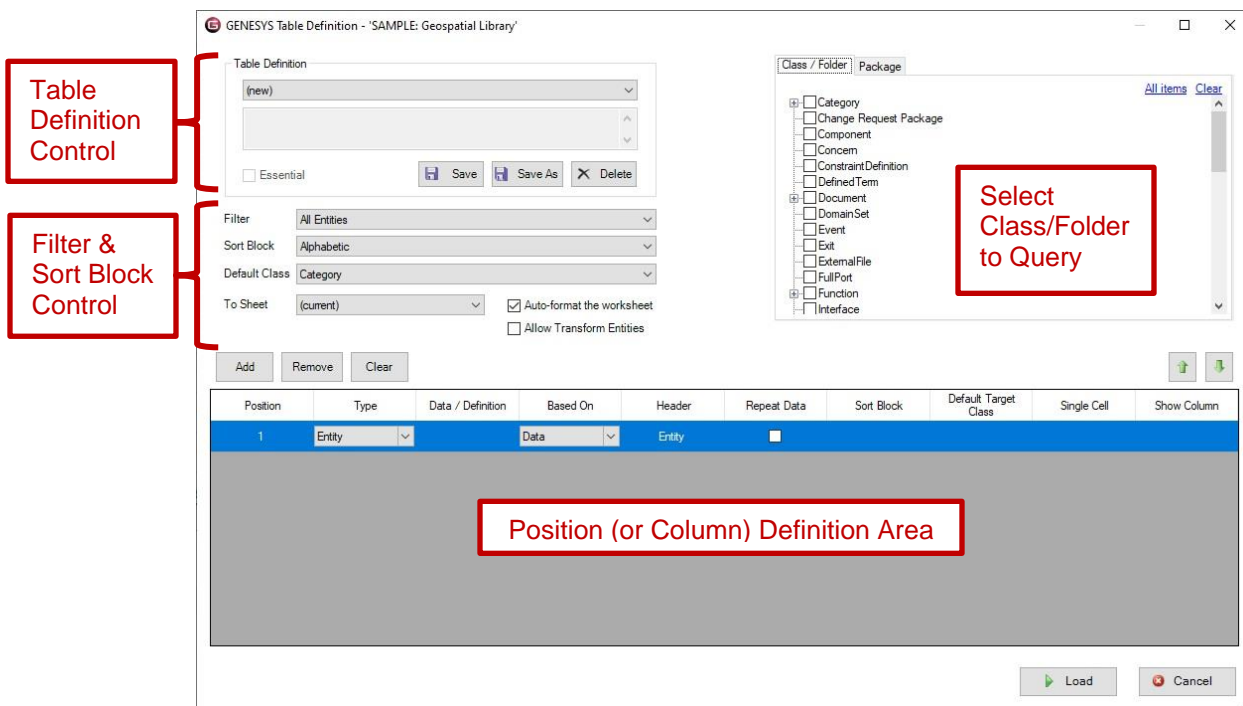 GENESYS Table Definition - 'SAMPLE: Geospatial Library'
Table
Definition
Control
Table Definition
(new)
Essential
Save
Save As
Delete
Class / Folder
Package
All items
Clear
Category
Change Request Package
Component
Concern
ConstraintDefinition
DefinedTerm
Document
DomainSet
Event
Exit
ExternalFile
FullPort
Function
Interface
Select
Class/Folder
to Query
Filter &
Sort Block
Control
Filter
All Entities
Sort Block
Alphabetic
Default Class
Category
To Sheet
(current)
Auto-format the worksheet
Allow Transform Entities
Add
Remove
Clear
Position
Type
Data / Definition
Based On
Header
Repeat Data
Sort Block
Default Target
Class
Single Cell
Show Column
1
Entity
Data
Entity
Position (or Column) Definition Area
Load
Cancel